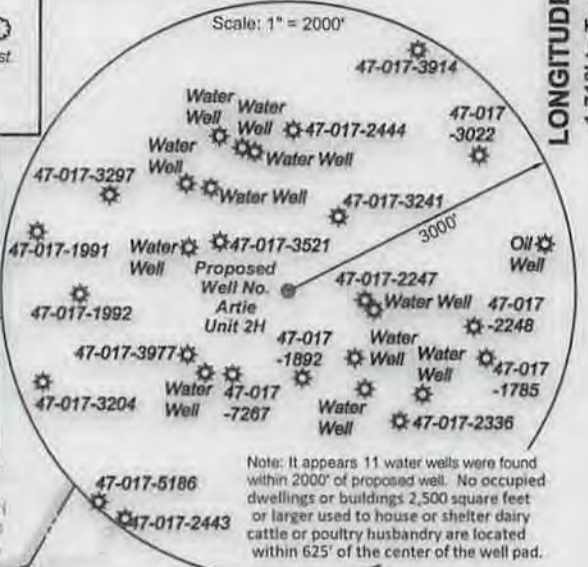 st.
LONGITUDE
Scale: 1" = 2000'
47-017-3914
Water
Well
Water
Well
47-017-2444
47-017
-3022
Water
Well
Water Well
47-017-3297
Water Well
47-017-3241
3000'
47-017-1991
Water
Well
47-017-3521
Oil
Well
Proposed
Well No.
Artie
Unit 2H
47-017-2247
Water Well
47-017
-2248
47-017-1992
47-017-3977
47-017
-1892
Water
Well
Water
Well
47-017
-1785
47-017-3204
Water
Well
47-017
-7267
Water
Well
47-017-2336
47-017-5186
47-017-2443
Note: It appears 11 water wells were found
within 2000' of proposed well. No occupied
dwellings or buildings 2,500 square feet
or larger used to house or shelter dairy
cattle or poultry husbandry are located
within 625' of the center of the well pad.